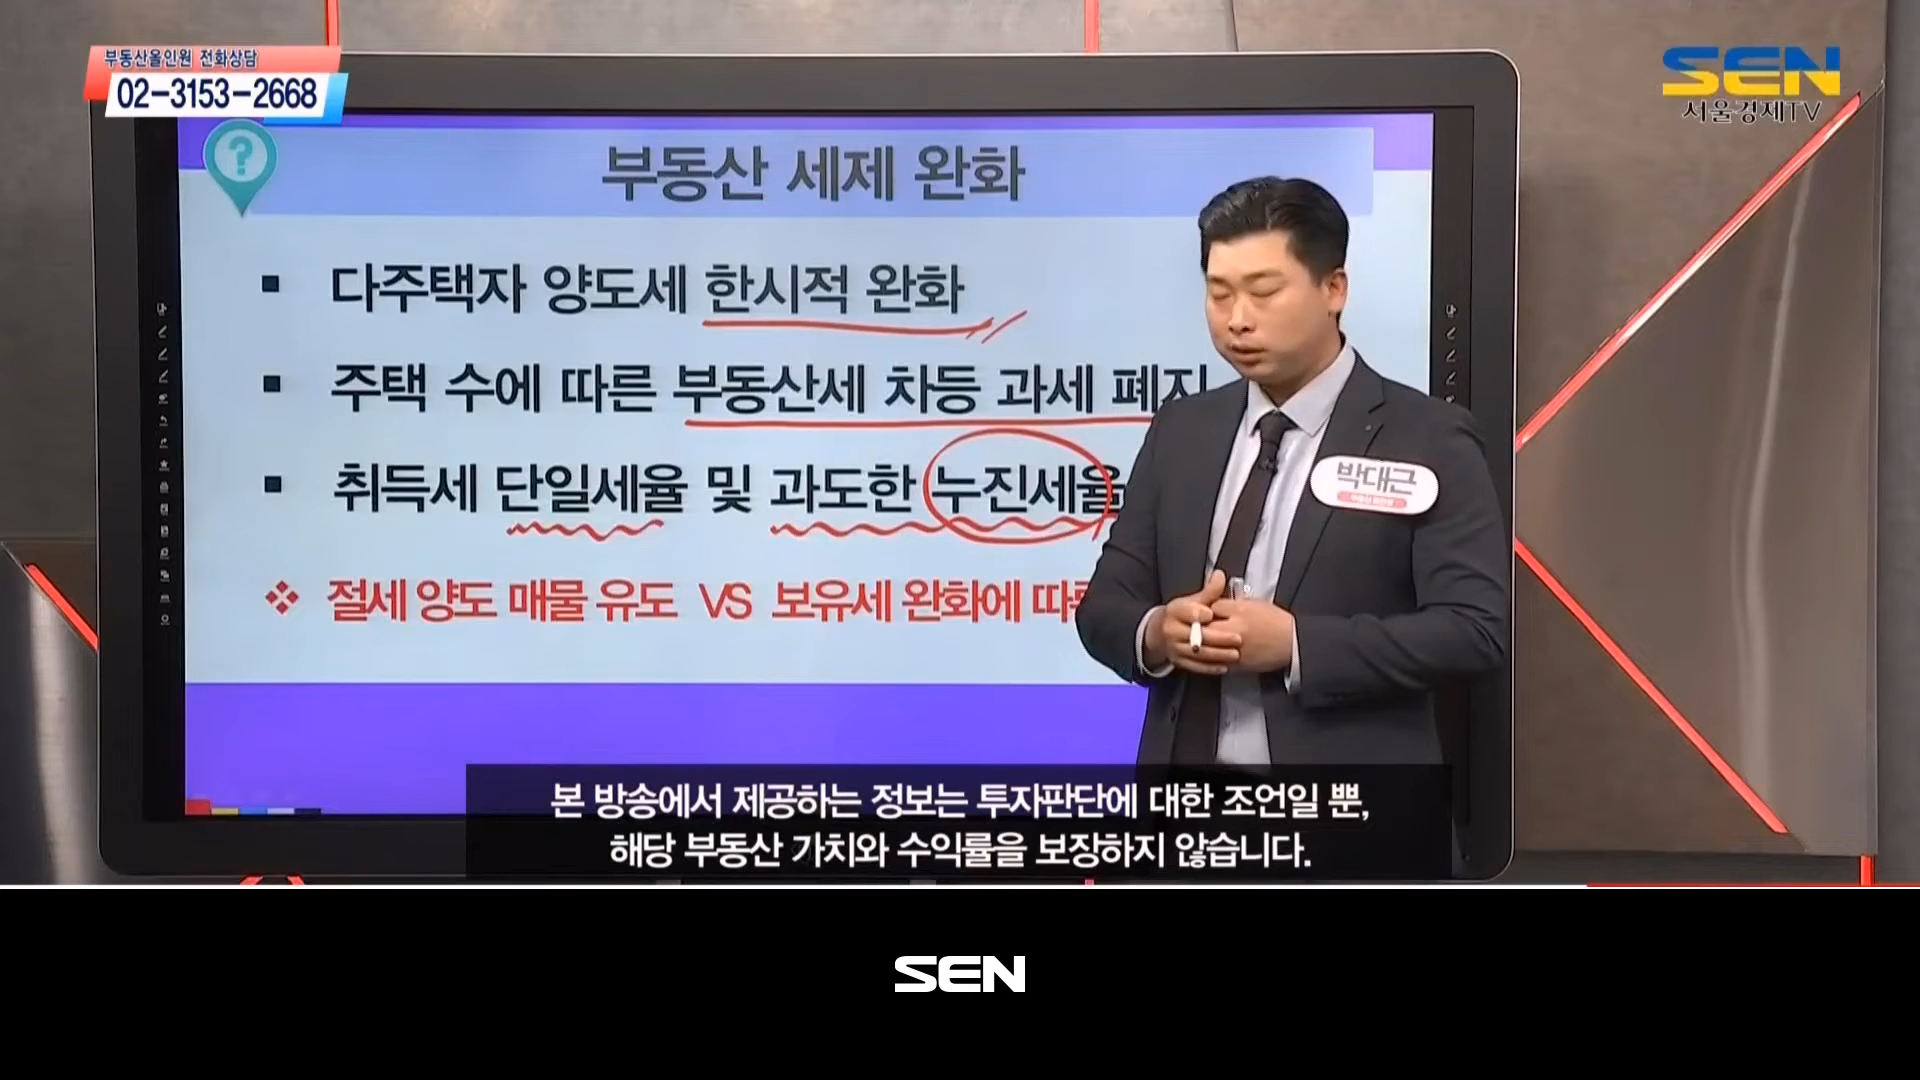 부동산올인원 전화상담
02-3153-2668
SEN
서울경제TV
?
부동산 세제 완화
▪ 다주택자 양도세 한시적 완화
▪ 주택 수에 따른 부동산세 차등 과세 폐지
▪ 취득세 단일세율 및 과도한 누진세율
❖ 절세 양도 매물 유도 VS 보유세 완화에
박대근
본 방송에서 제공하는 정보는 투자판단에 대한 조언일 뿐,
해당 부동산 가치와 수익률을 보장하지 않습니다.
SEN